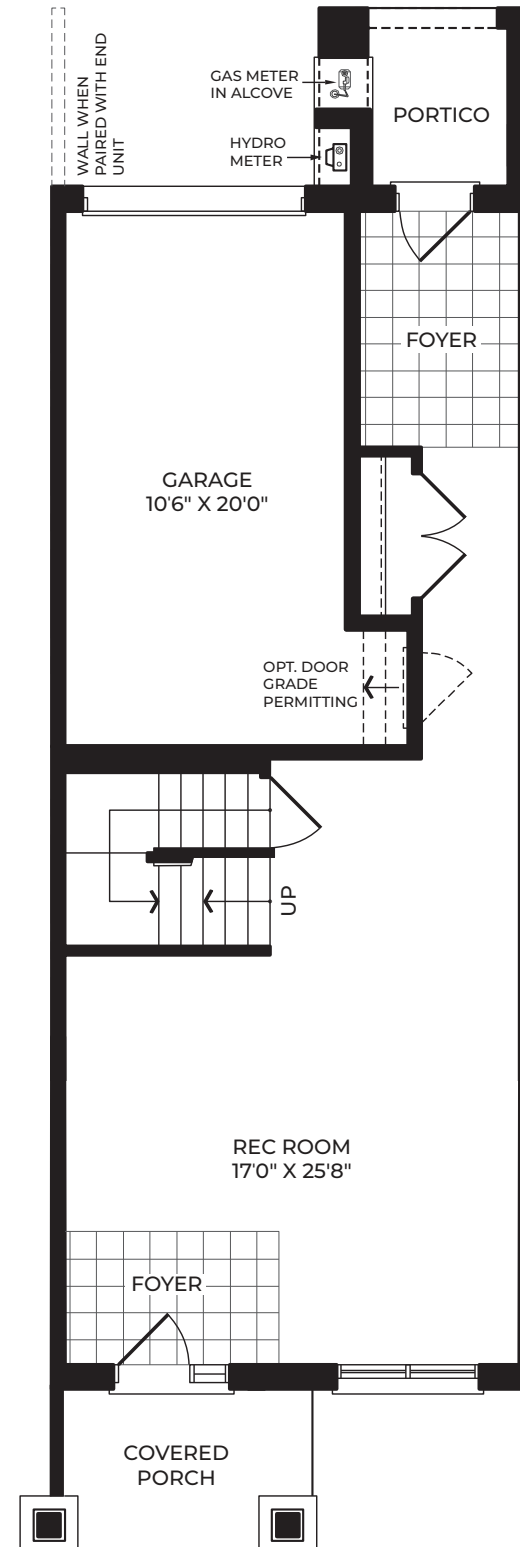 WALL WHEN
PAIRED WITH END
UNIT
GAS METER
IN ALCOVE
HYDRO
METER
PORTICO
FOYER
GARAGE
10'6" X 20'0"
OPT. DOOR
GRADE
PERMITTING
UP
REC ROOM
17'0" X 25'8"
FOYER
COVERED
PORCH